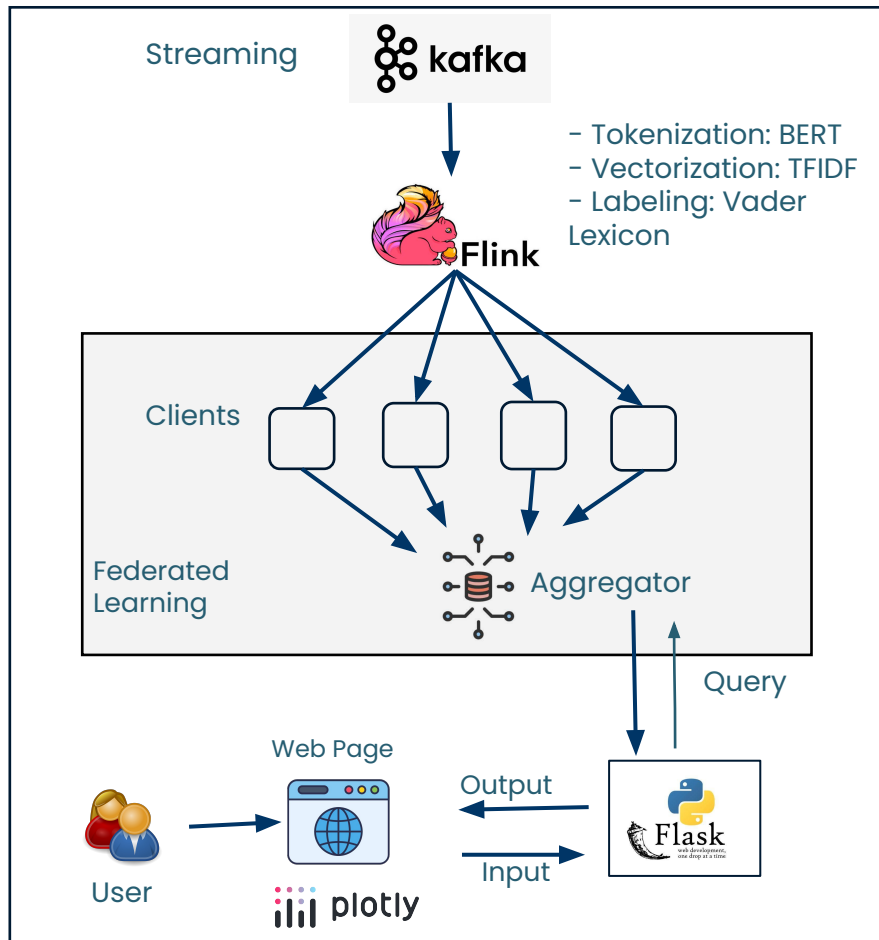 Streaming
kafka
- Tokenization: BERT
- Vectorization: TFIDF
- Labeling: Vader
Lexicon
Flink
Clients
Federated
Learning
Aggregator
Query
Web Page
Output
Input
Flask
web development,
one drop at a time
User
plotly